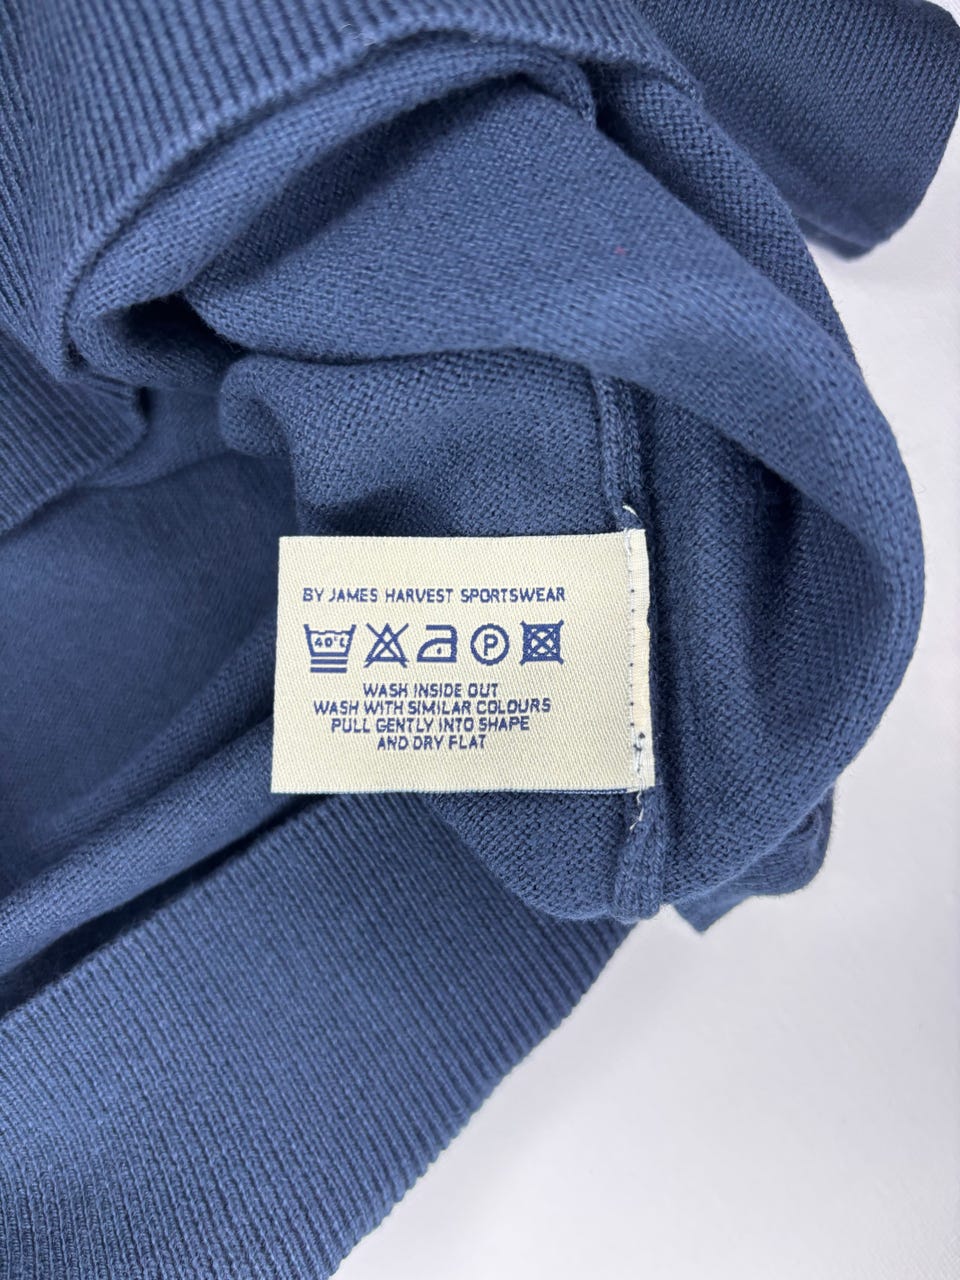 BY JAMES HARVEST SPORTSWEAR
40°C P
WASH INSIDE OUT
WASH WITH SIMILAR COLOURS
PULL GENTLY INTO SHAPE
AND DRY FLAT